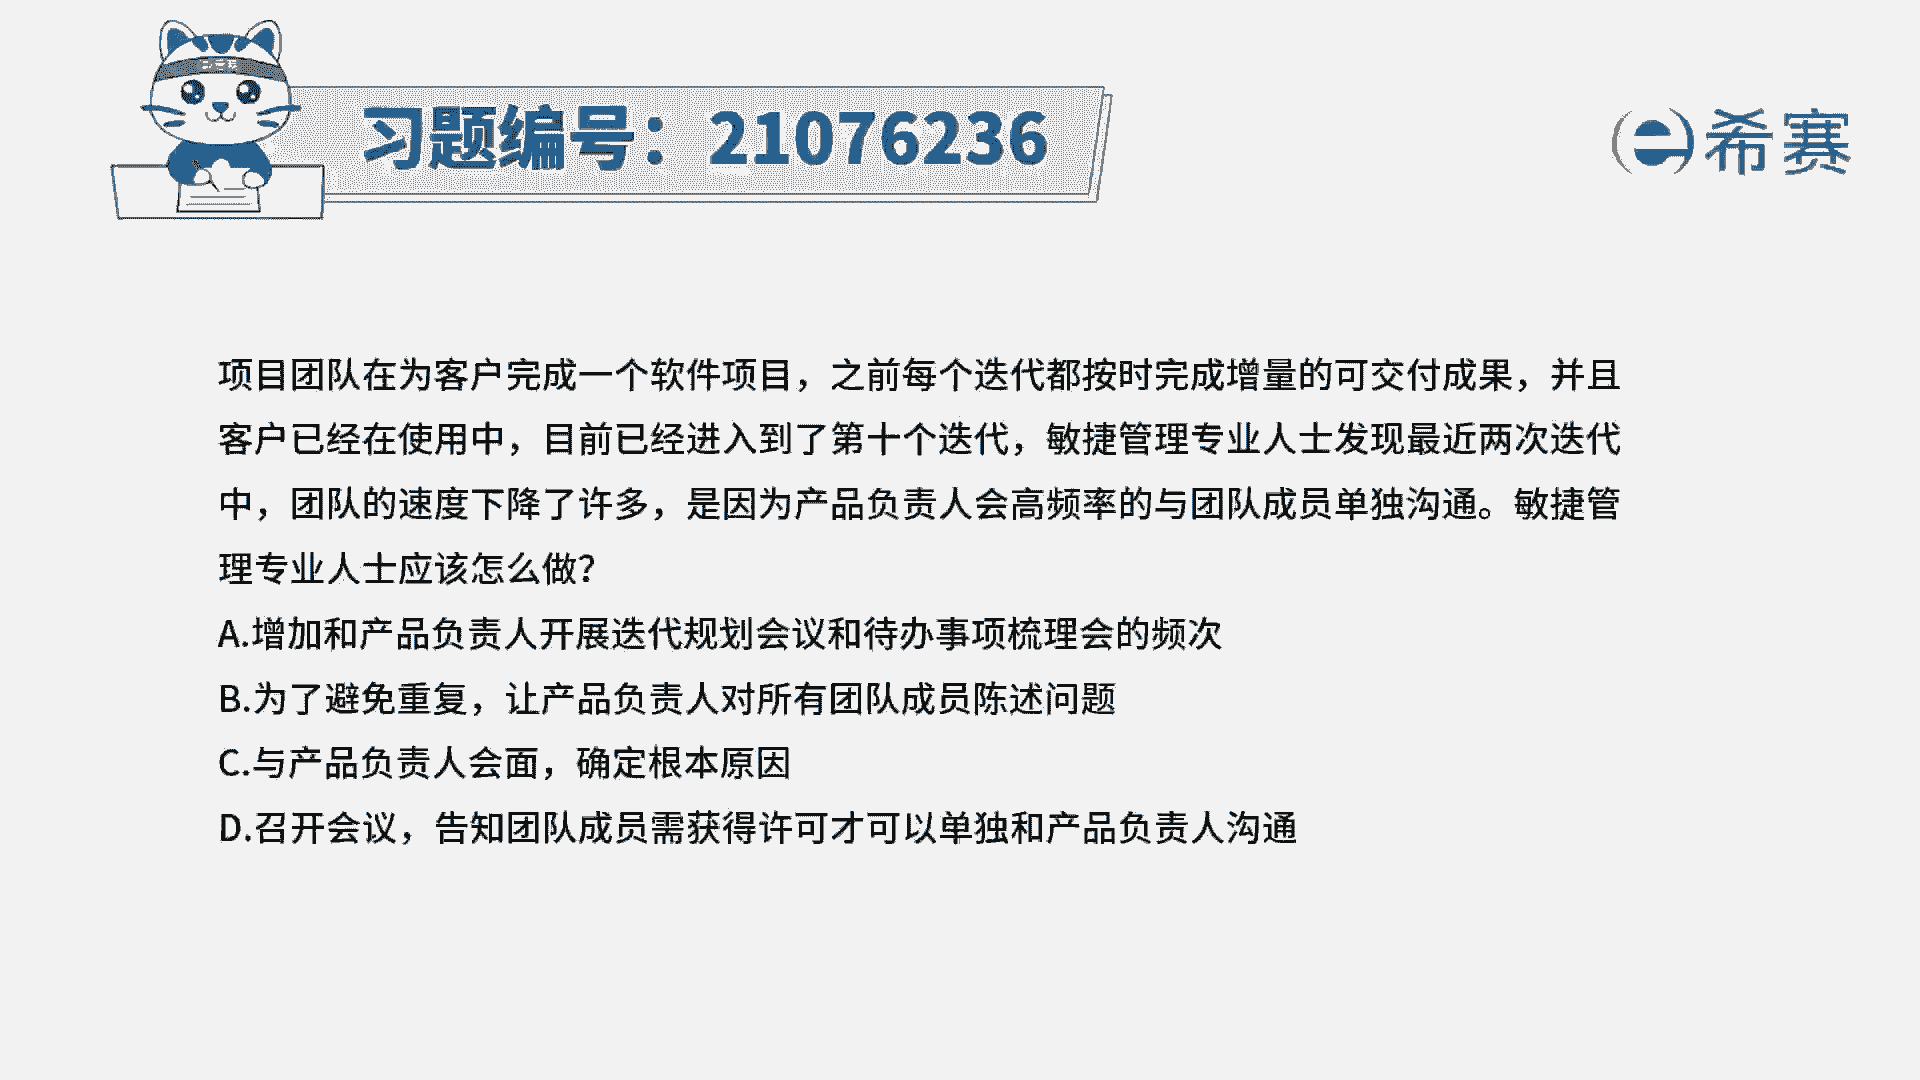 习题编号：21076236
希赛
项目团队在为客户完成一个软件项目，之前每个迭代都按时完成增量的可交付成果，并且
客户已经在使用中，目前已经进入到了第十个迭代，敏捷管理专业人士发现最近两次迭代
中，团队的速度下降了许多，是因为产品负责人会高频率的与团队成员单独沟通。敏捷管
理专业人士应该怎么做？
A.增加和产品负责人开展迭代规划会议和待办事项梳理会的频次
B.为了避免重复，让产品负责人对所有团队成员陈述问题
C.与产品负责人会面，确定根本原因
D.召开会议，告知团队成员需获得许可才可以单独和产品负责人沟通